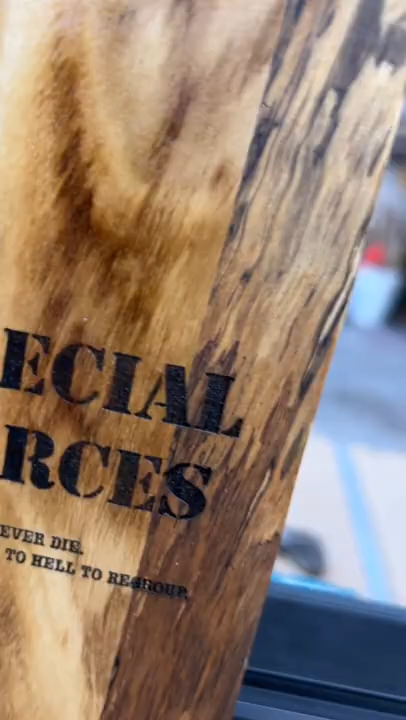 ECIAL
RCES
EVER DIE.
TO HELL TO REGROUP.